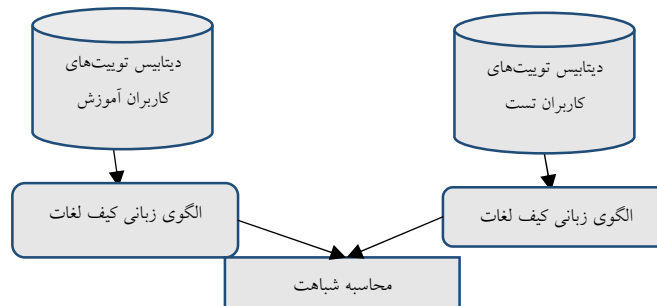 دیتابیس توییت‌های
کاربران آموزش
دیتابیس توییت‌های
کاربران تست
الگوی زبانی کیف لغات
الگوی زبانی کیف لغات
محاسبه شباهت